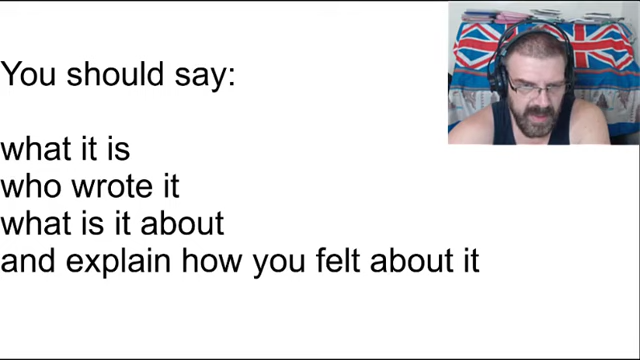 You should say:
what it is
who wrote it
what is it about
and explain how you felt about it